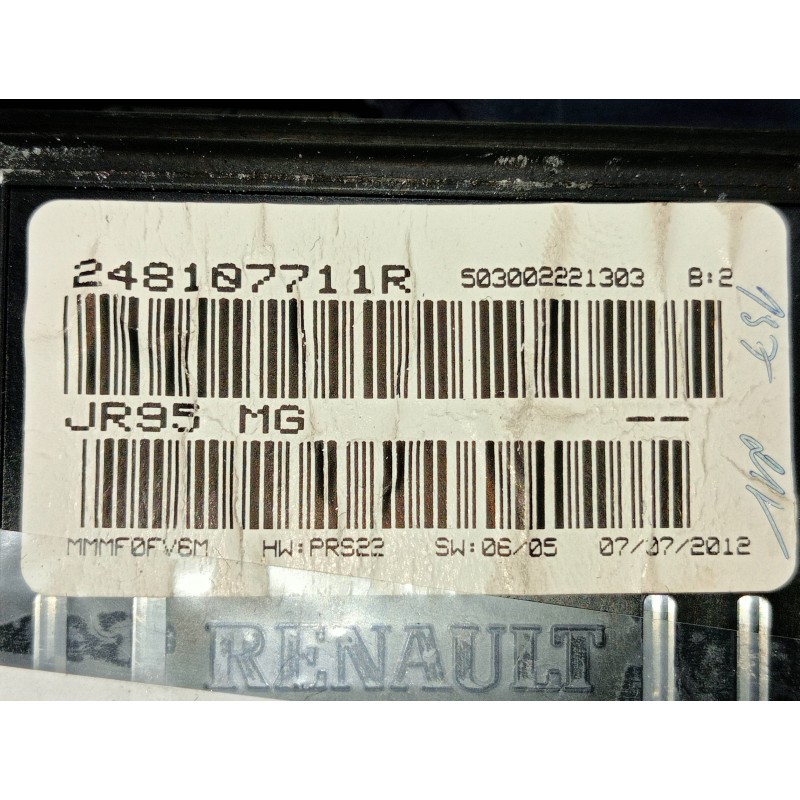 248107711R 503002221303 B:2
JR95 MG --
MMMF0FV6M HW:PRS22 SW:06/05 07/07/2012
RENAULT